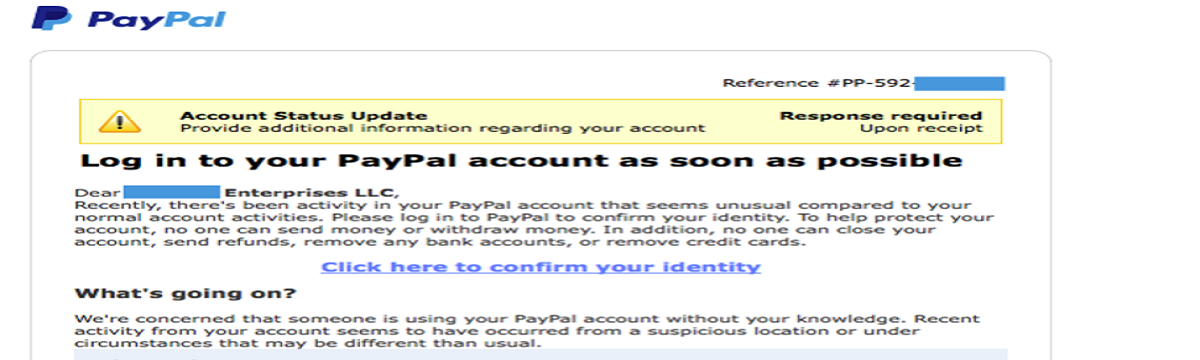 PayPal
Reference #PP-592-
Account Status Update
Response required
Provide additional information regarding your account
Upon receipt
Log in to your PayPal account as soon as possible
Dear Enterprises LLC,
Recently, there's been activity in your PayPal account that seems unusual compared to your
normal account activities. Please log in to PayPal to confirm your identity. To help protect your
account, no one can send money or withdraw money. In addition, no one can close your
account, send refunds, remove any bank accounts, or remove credit cards.
Click here to confirm your identity
What's going on?
We're concerned that someone is using your PayPal account without your knowledge. Recent
activity from your account seems to have occurred from a suspicious location or under
circumstances that may be different than usual.